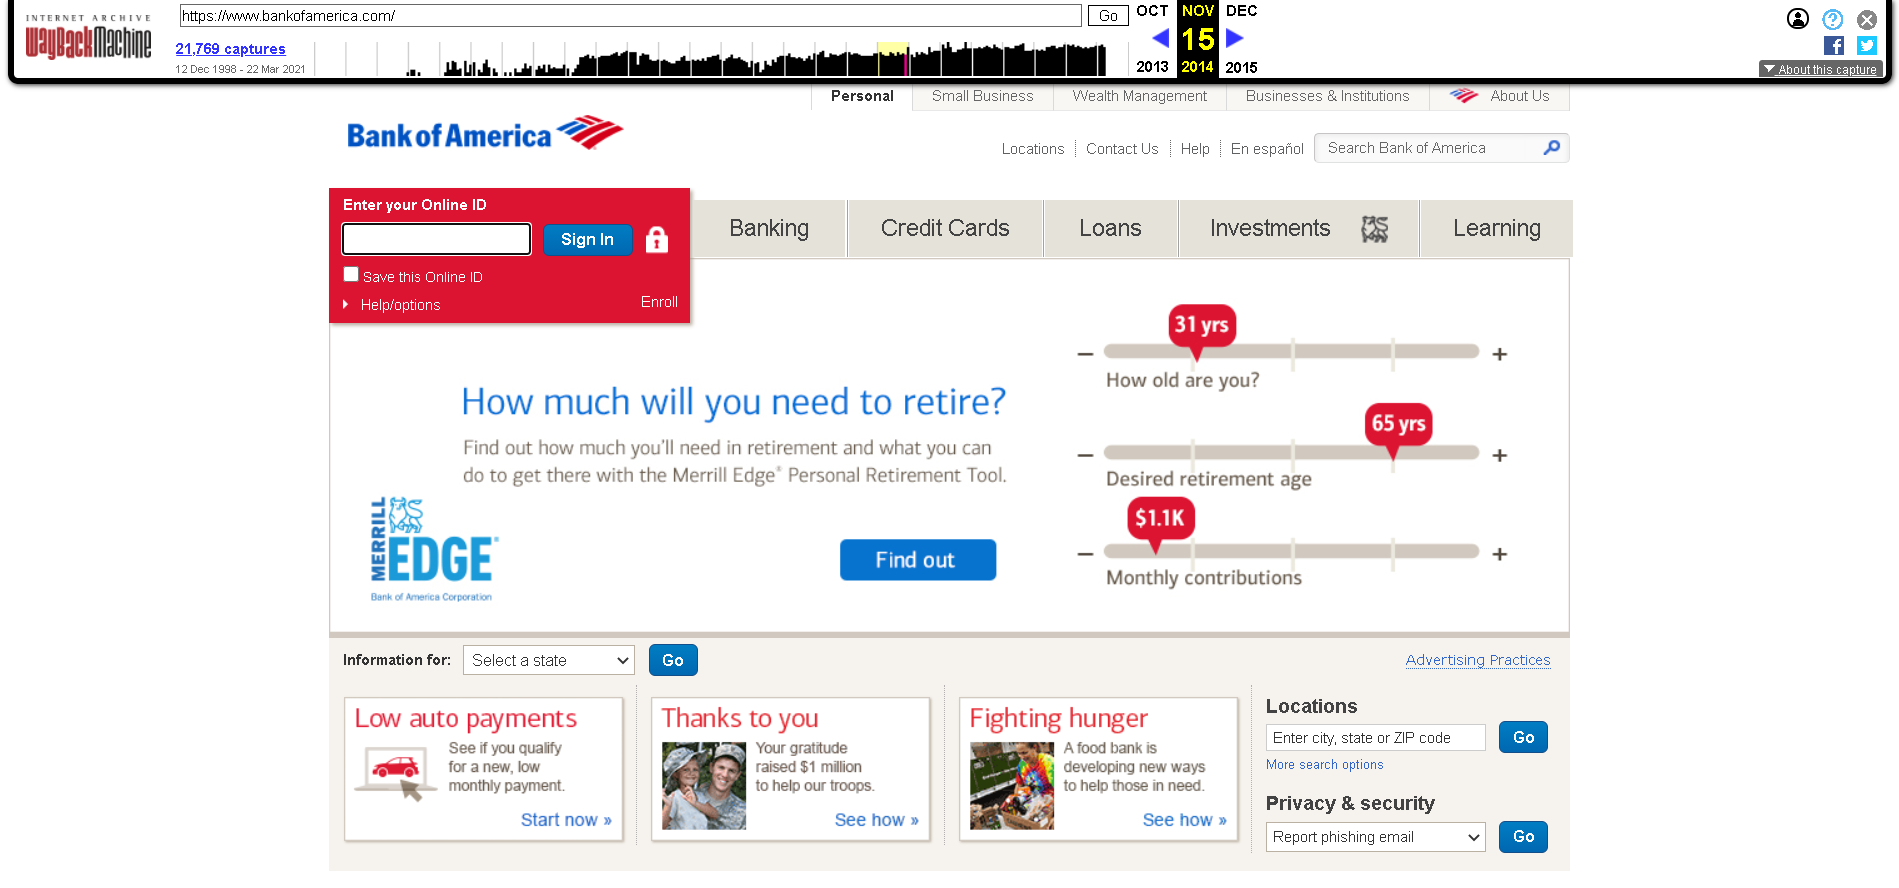 INTERNET ARCHIVE
WayBackMachine
https://www.bankofamerica.com/
Go
OCT
NOV
DEC
21,769 captures
15
12 Dec 1998 - 22 Mar 2021
2013
2014
2015
About this capture
Personal
Small Business
Wealth Management
Businesses & Institutions
About Us
Bank of America
Locations
Contact Us
Help
En español
Search Bank of America
Enter your Online ID
Sign In
Save this Online ID
Help/options
Enroll
Banking
Credit Cards
Loans
Investments
Learning
How much will you need to retire?
Find out how much you'll need in retirement and what you can
do to get there with the Merrill Edge® Personal Retirement Tool.
MERRILL
EDGE®
Bank of America Corporation
Find out
31 yrs
− +
How old are you?
65 yrs
− +
Desired retirement age
$1.1K
− +
Monthly contributions
Information for:
Select a state
Go
Advertising Practices
Low auto payments
See if you qualify
for a new, low
monthly payment.
Start now »
Thanks to you
Your gratitude
raised $1 million
to help our troops.
See how »
Fighting hunger
A food bank is
developing new ways
to help those in need.
See how »
Locations
Enter city, state or ZIP code
Go
More search options
Privacy & security
Report phishing email
Go